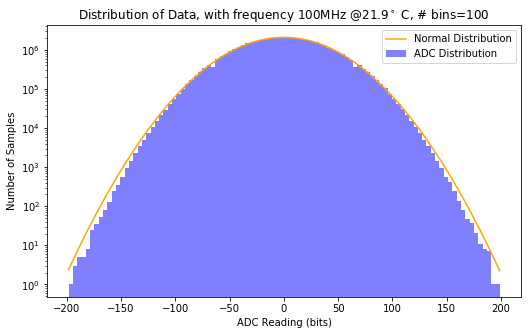 Distribution of Data, with frequency 100MHz @21.9° C, # bins=100
Normal Distribution
ADC Distribution
Number of Samples
10⁶
10⁵
10⁴
10³
10²
10¹
10⁰
−200 −150 −100 −50 0 50 100 150 200
ADC Reading (bits)